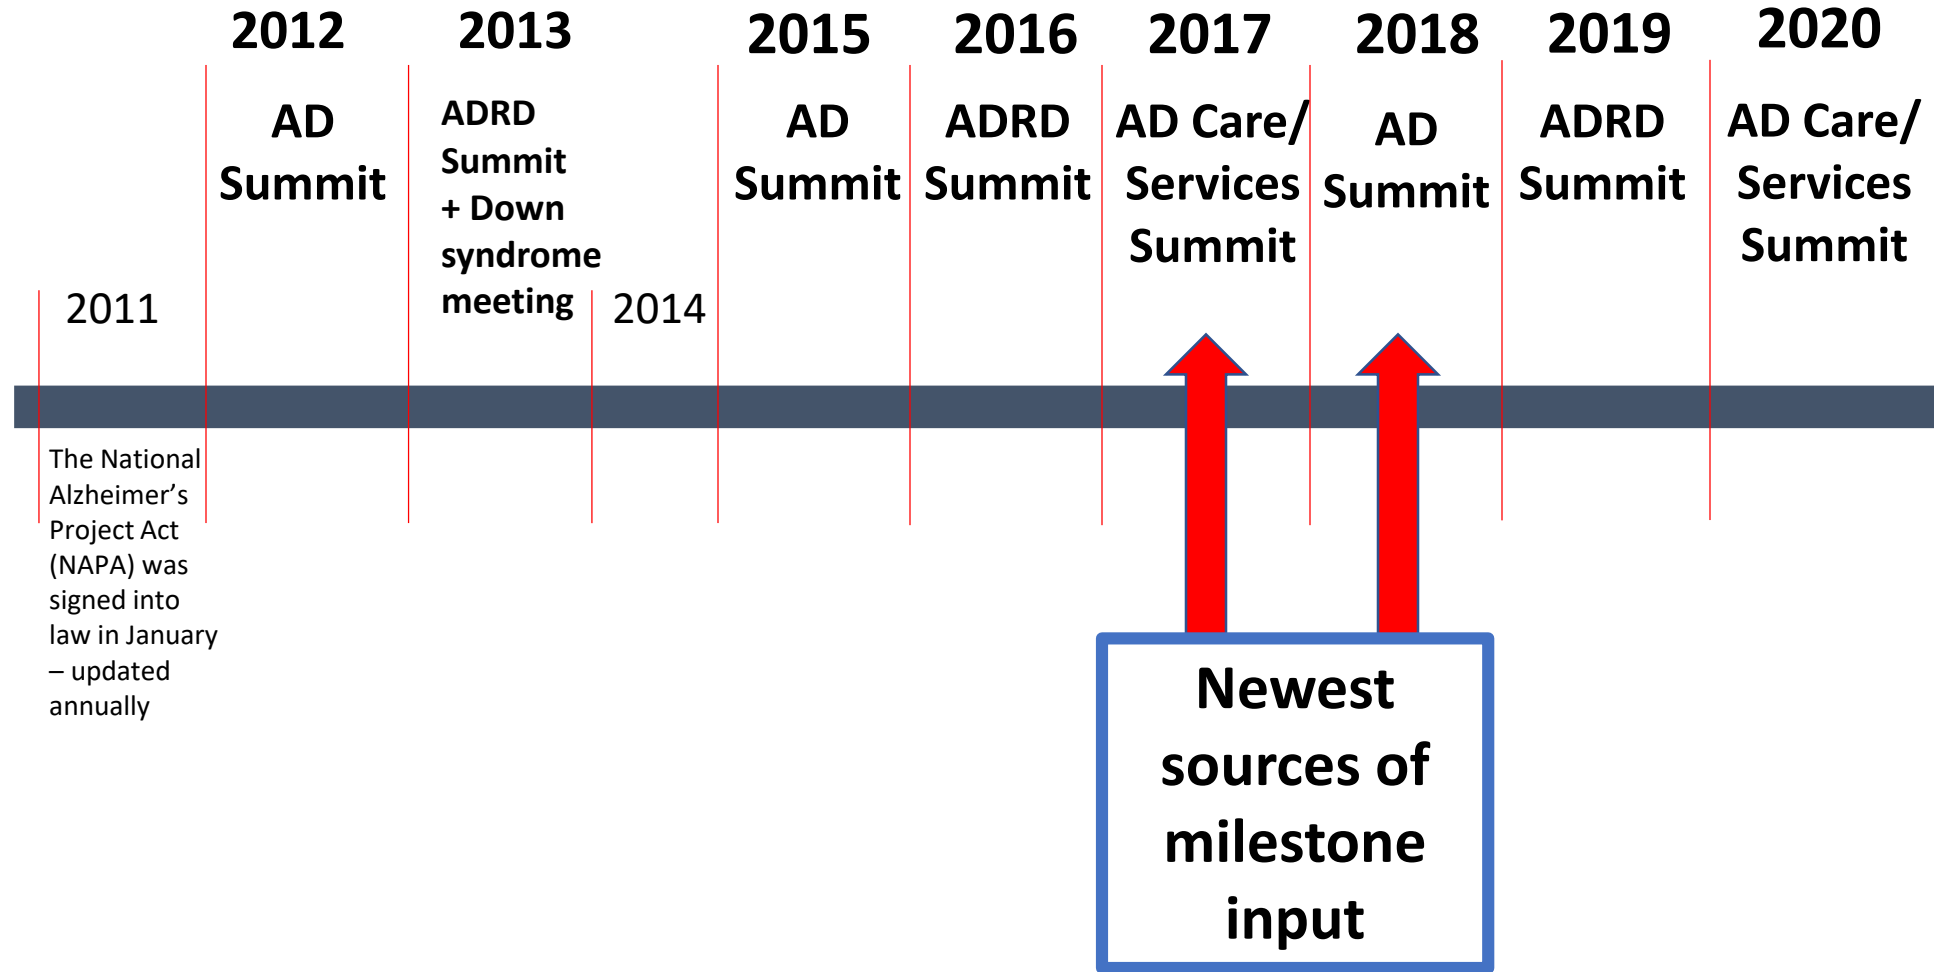 2011
The National
Alzheimer’s
Project Act
(NAPA) was
signed into
law in January
– updated
annually
2012
AD
Summit
2013
ADRD
Summit
+ Down
syndrome
meeting
2014
2015
AD
Summit
2016
ADRD
Summit
2017
AD Care/
Services
Summit
2018
AD
Summit
2019
ADRD
Summit
2020
AD Care/
Services
Summit
Newest
sources of
milestone
input